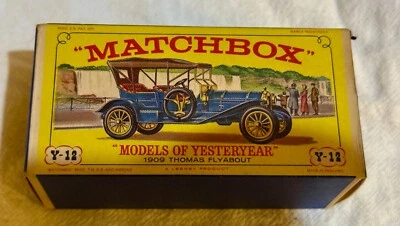 "MATCHBOX"
"MODELS OF YESTERYEAR"
1909 THOMAS FLYABOUT
Y-12
Y-12
A LESNEY PRODUCT